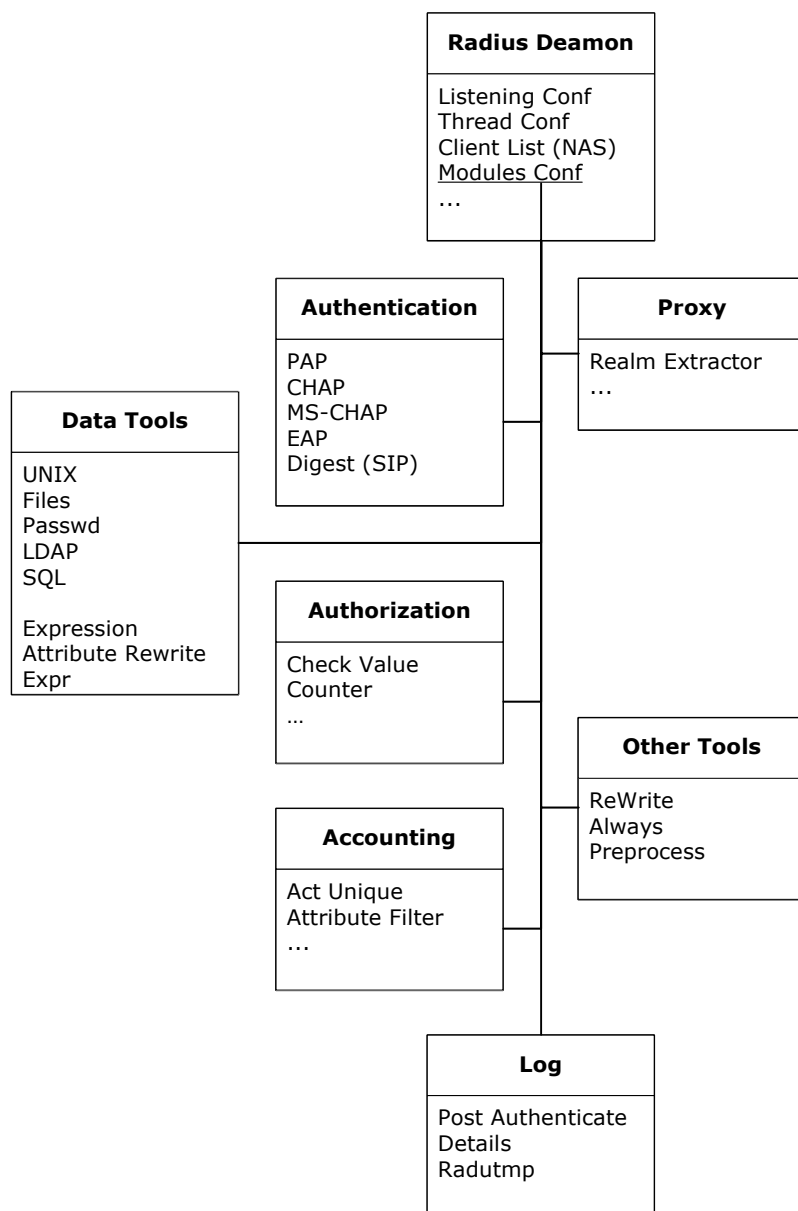 Radius Deamon
Listening Conf
Thread Conf
Client List (NAS)
Modules Conf
...
Authentication
PAP
CHAP
MS-CHAP
EAP
Digest (SIP)
Proxy
Realm Extractor
...
Data Tools
UNIX
Files
Passwd
LDAP
SQL
Expression
Attribute Rewrite
Expr
Authorization
Check Value
Counter
...
Other Tools
ReWrite
Always
Preprocess
Accounting
Act Unique
Attribute Filter
...
Log
Post Authenticate
Details
Radutmp